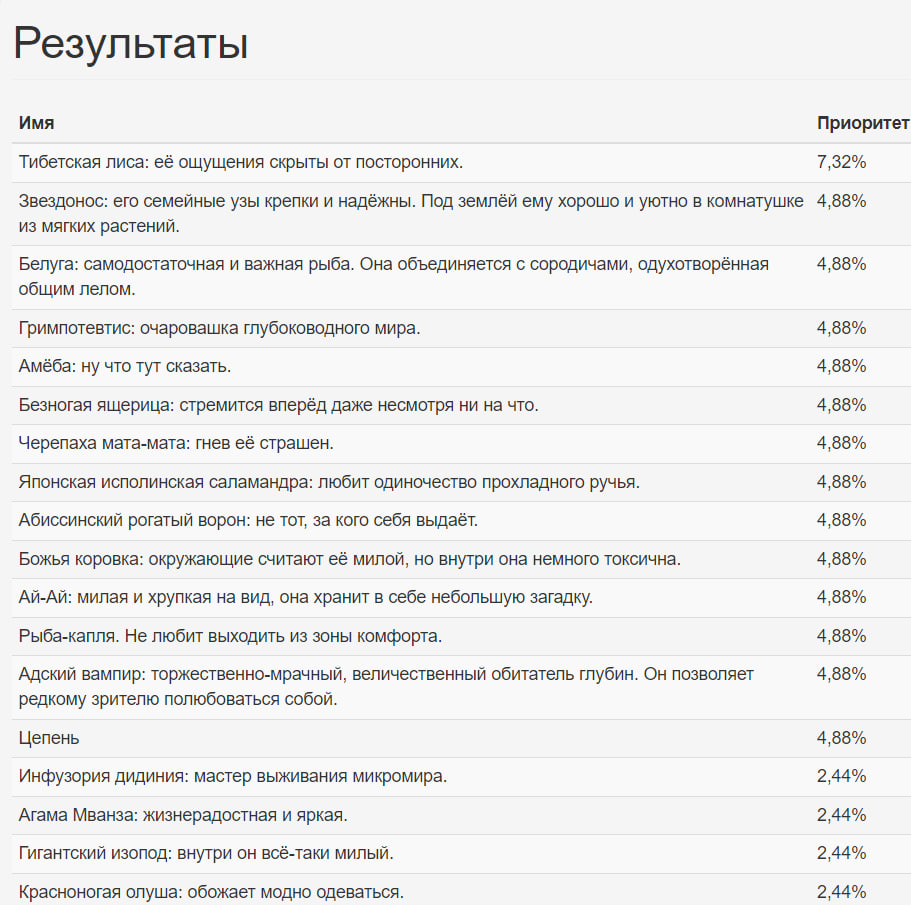 Результаты
Имя Приоритет
Тибетская лиса: её ощущения скрыты от посторонних. 7,32%
Звездонос: его семейные узы крепки и надёжны. Под землёй ему хорошо и уютно в комнатушке 4,88%
из мягких растений.
Белуга: самодостаточная и важная рыба. Она объединяется с сородичами, одухотворённая 4,88%
общим лелом.
Гримпотевтис: очаровашка глубоководного мира. 4,88%
Амёба: ну что тут сказать. 4,88%
Безногая ящерица: стремится вперёд даже несмотря ни на что. 4,88%
Черепаха мата-мата: гнев её страшен. 4,88%
Японская исполинская саламандра: любит одиночество прохладного ручья. 4,88%
Абиссинский рогатый ворон: не тот, за кого себя выдаёт. 4,88%
Божья коровка: окружающие считают её милой, но внутри она немного токсична. 4,88%
Ай-Ай: милая и хрупкая на вид, она хранит в себе небольшую загадку. 4,88%
Рыба-капля. Не любит выходить из зоны комфорта. 4,88%
Адский вампир: торжественно-мрачный, величественный обитатель глубин. Он позволяет 4,88%
редкому зрителю полюбоваться собой.
Цепень 4,88%
Инфузория дидиния: мастер выживания микромира. 2,44%
Агама Мванза: жизнерадостная и яркая. 2,44%
Гигантский изопод: внутри он всё-таки милый. 2,44%
Красноногая олуша: обожает модно одеваться. 2,44%